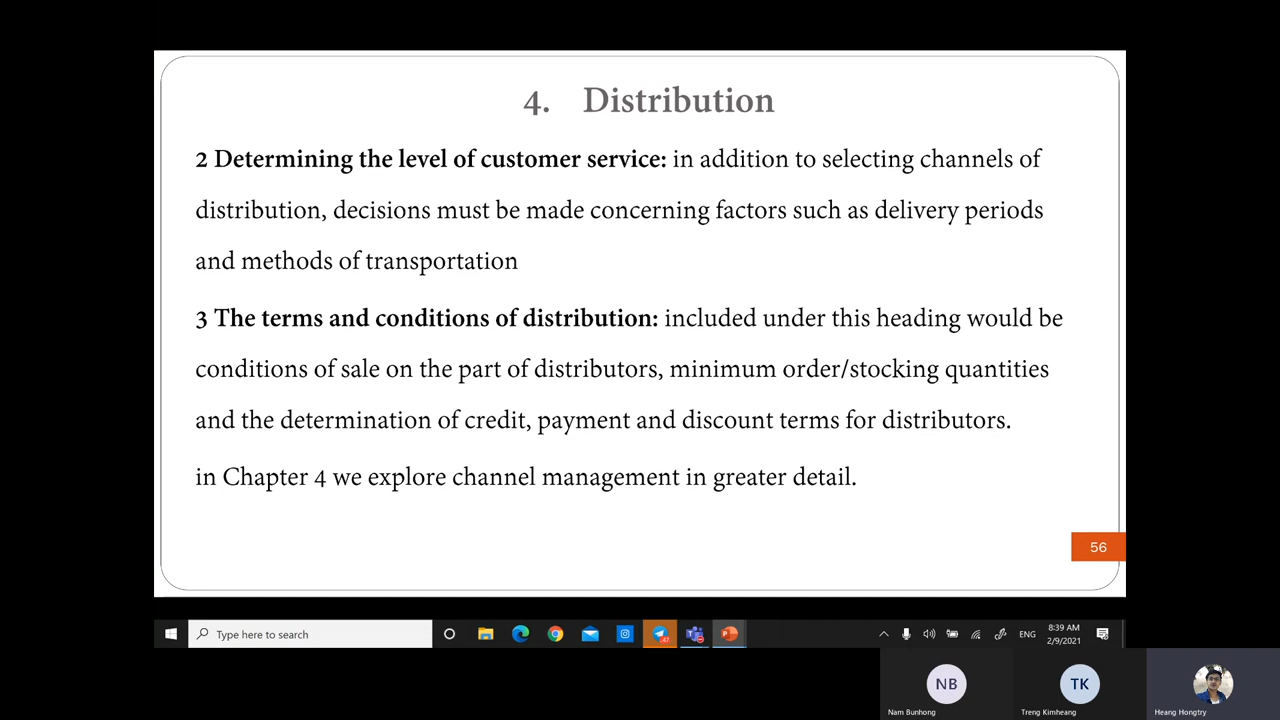 4. Distribution
2 Determining the level of customer service: in addition to selecting channels of
distribution, decisions must be made concerning factors such as delivery periods
and methods of transportation
3 The terms and conditions of distribution: included under this heading would be
conditions of sale on the part of distributors, minimum order/stocking quantities
and the determination of credit, payment and discount terms for distributors.
in Chapter 4 we explore channel management in greater detail.
56
Type here to search
ENG
8:39 AM
2/9/2021
NB
TK
Nam Bunhong
Treng Kimheang
Heang Hongtry